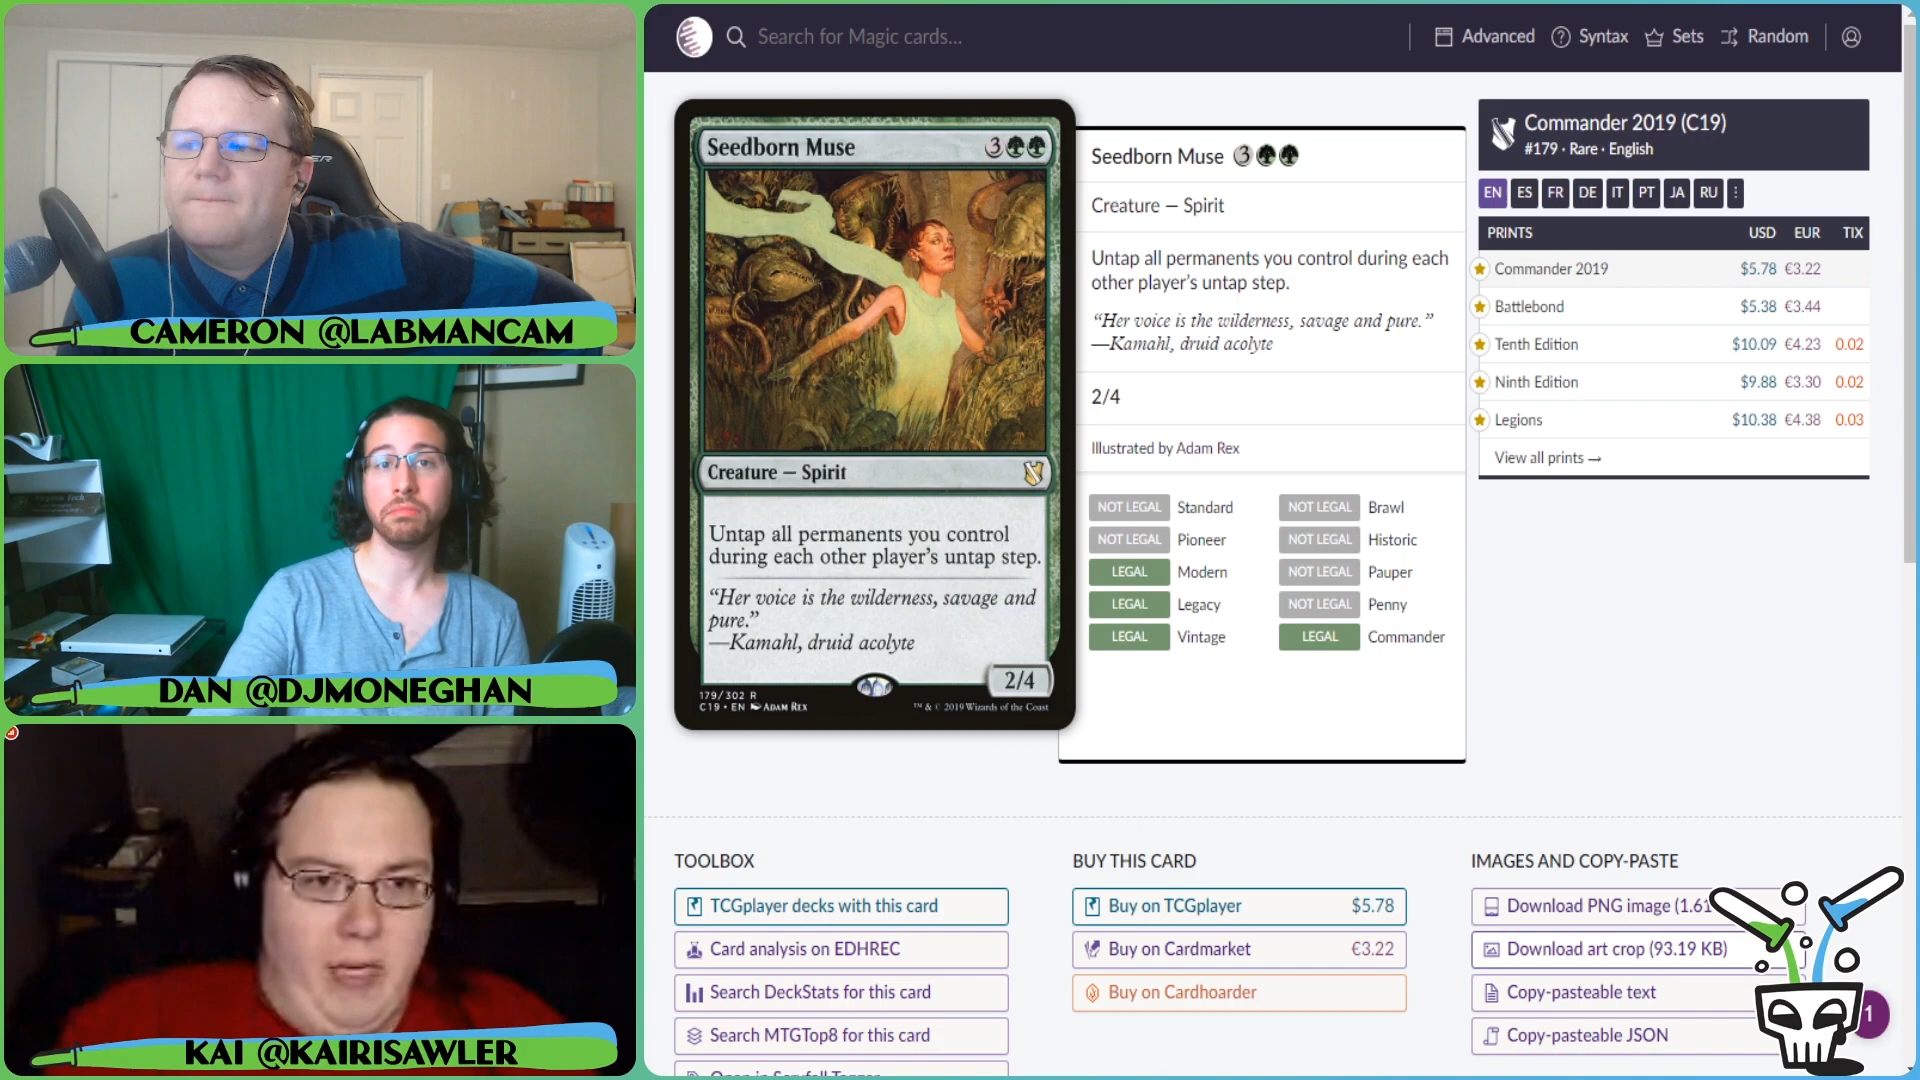 CAMERON @LABMANCAM
DAN @DJMONEGHAN
KAI @KAIRISAWLER
Search for Magic cards...
Advanced
Syntax
Sets
Random
Seedborn Muse 3
Creature — Spirit
Untap all permanents you control
during each other player's untap step.
"Her voice is the wilderness, savage and
pure."
—Kamahl, druid acolyte
2/4
179/302 R
C19 • EN ADAM REX
™ & © 2019 Wizards of the Coast
Seedborn Muse 3
Creature — Spirit
Untap all permanents you control during each
other player's untap step.
"Her voice is the wilderness, savage and pure."
—Kamahl, druid acolyte
2/4
Illustrated by Adam Rex
NOT LEGAL Standard NOT LEGAL Brawl
NOT LEGAL Pioneer NOT LEGAL Historic
LEGAL Modern NOT LEGAL Pauper
LEGAL Legacy NOT LEGAL Penny
LEGAL Vintage LEGAL Commander
Commander 2019 (C19)
#179 · Rare · English
EN ES FR DE IT PT JA RU
PRINTS USD EUR TIX
Commander 2019 $5.78 €3.22
Battlebond $5.38 €3.44
Tenth Edition $10.09 €4.23 0.02
Ninth Edition $9.88 €3.30 0.02
Legions $10.38 €4.38 0.03
View all prints →
TOOLBOX
TCGplayer decks with this card
Card analysis on EDHREC
Search DeckStats for this card
Search MTGTop8 for this card
BUY THIS CARD
Buy on TCGplayer $5.78
Buy on Cardmarket €3.22
Buy on Cardhoarder
IMAGES AND COPY-PASTE
Download PNG image (1.61
Download art crop (93.19 KB)
Copy-pasteable text
Copy-pasteable JSON
1